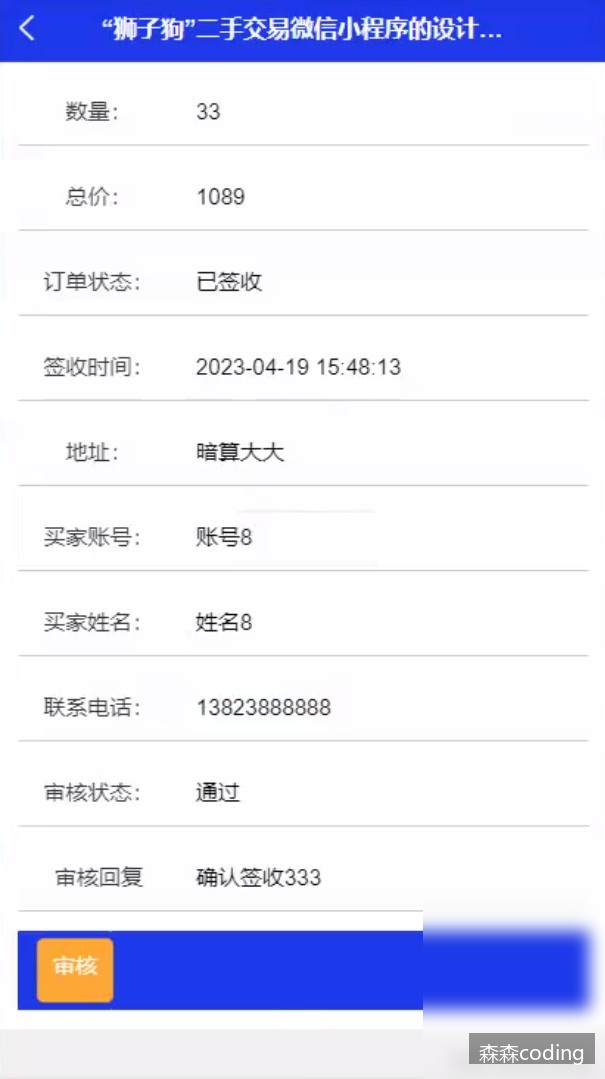 “狮子狗”二手交易微信小程序的设计...
数量： 33
总价： 1089
订单状态： 已签收
签收时间： 2023-04-19 15:48:13
地址： 暗算大大
买家账号： 账号8
买家姓名： 姓名8
联系电话： 13823888888
审核状态： 通过
审核回复 确认签收333
审核
森森coding